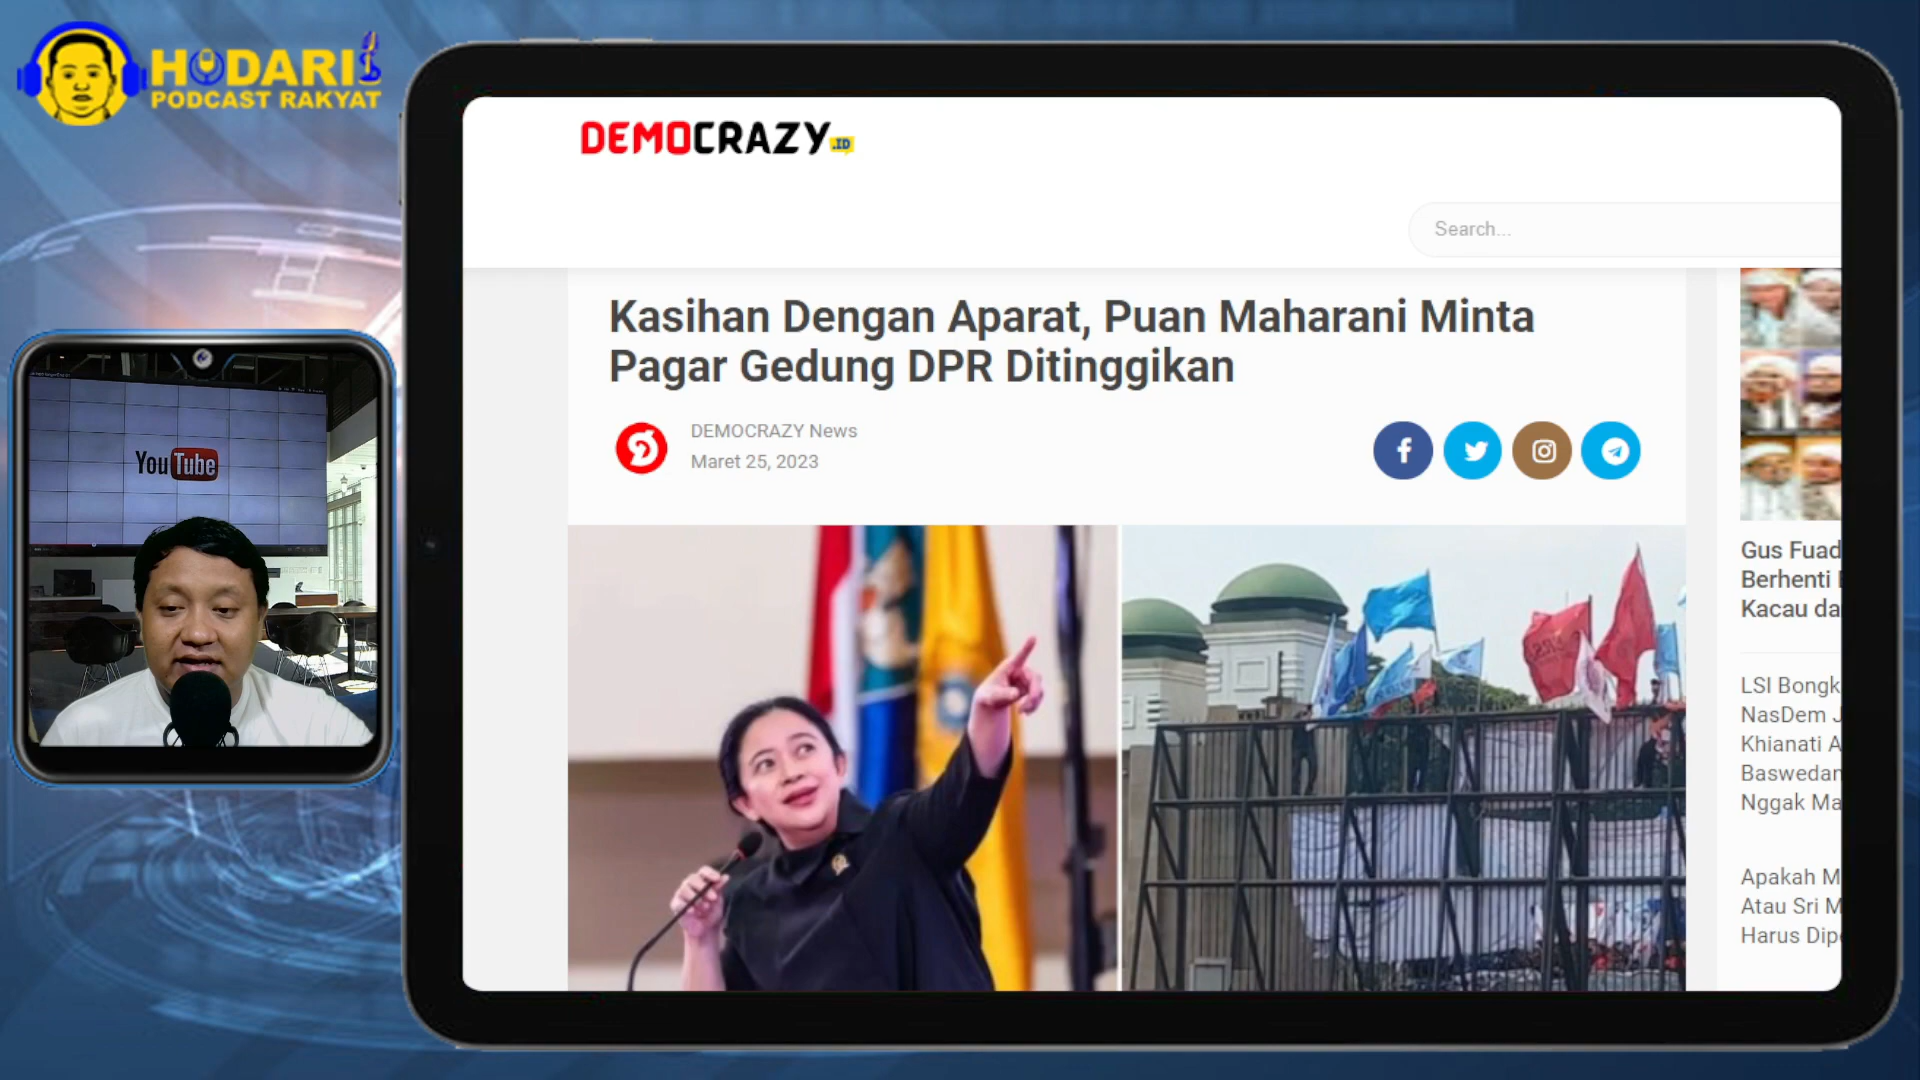 HODARI
PODCAST RAKYAT
YouTube
DEMOCRAZY.ID
Search...
Kasihan Dengan Aparat, Puan Maharani Minta
Pagar Gedung DPR Ditinggikan
DEMOCRAZY News
Maret 25, 2023
Gus Fuad
Berhenti
Kacau da
LSI Bongk
NasDem J
Khianati A
Baswedan
Nggak Ma
Apakah M
Atau Sri M
Harus Dip